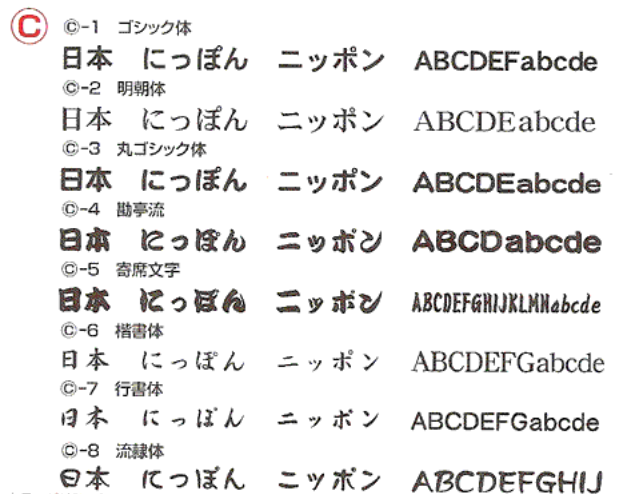 Ⓒ Ⓒ-1 ゴシック体
日本 にっぽん ニッポン ABCDEFabcde
Ⓒ-2 明朝体
日本 にっぽん ニッポン ABCDEabcde
Ⓒ-3 丸ゴシック体
日本 にっぽん ニッポン ABCDEabcde
Ⓒ-4 勘亭流
日本 にっぽん ニッポン ABCDabcde
Ⓒ-5 寄席文字
日本 にっぽん ニッポン ABCDEFGHIJKLMNabcde
Ⓒ-6 楷書体
日本 にっぽん ニッポン ABCDEFGabcde
Ⓒ-7 行書体
日本 にっぽん ニッポン ABCDEFGabcde
Ⓒ-8 流隷体
日本 にっぽん ニッポン ABCDEFGHIJ